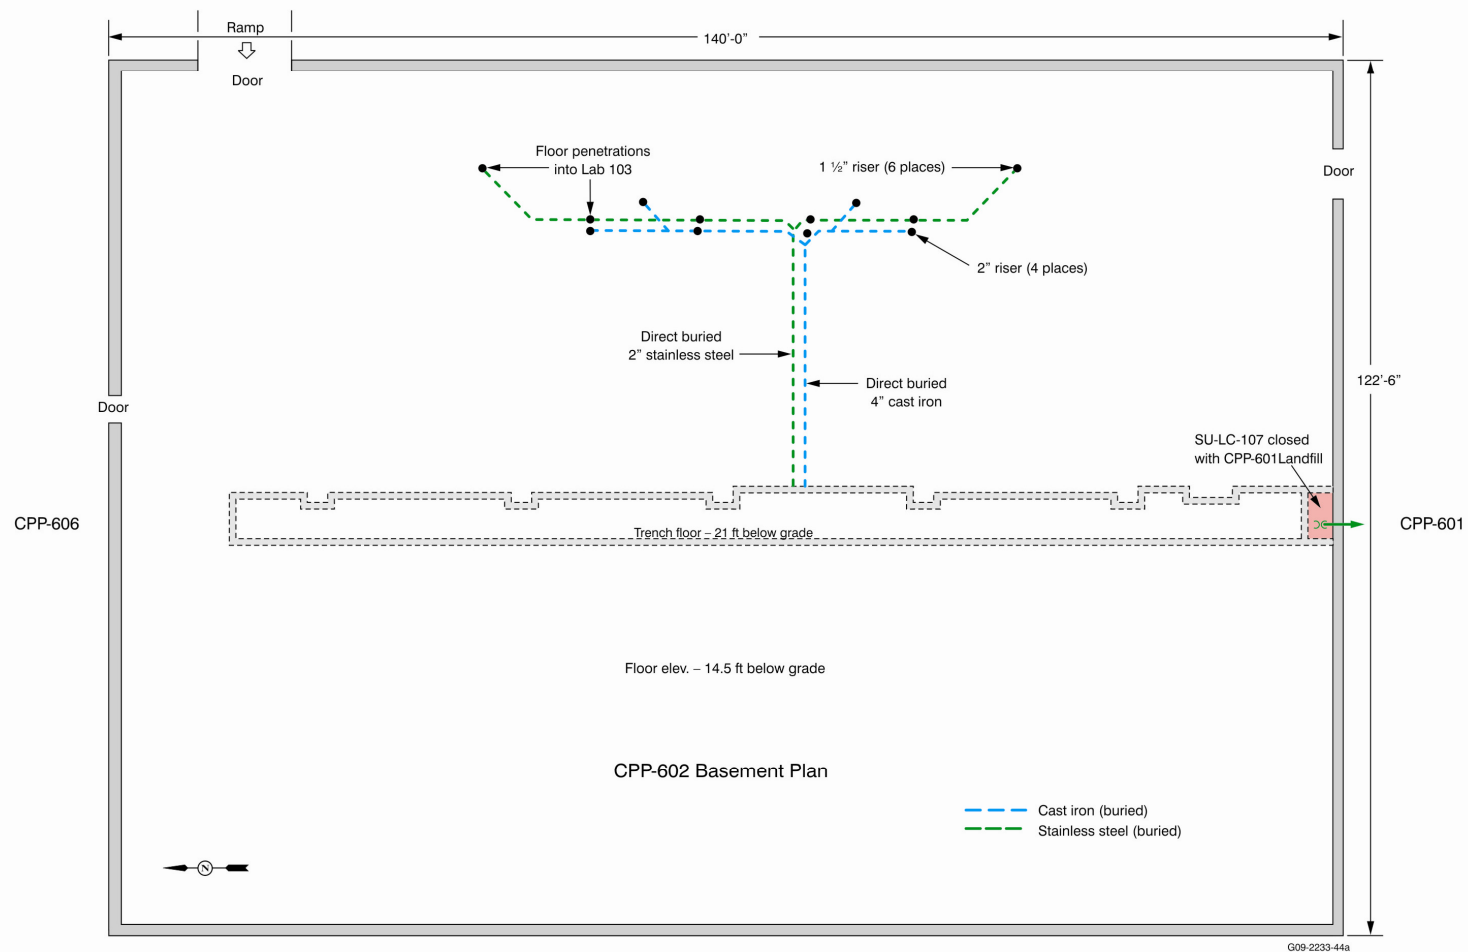 Ramp
140'-0”
Door
Floor penetrations
into Lab 103
1 ½” riser (6 places)
Door
2” riser (4 places)
Direct buried
2” stainless steel
Direct buried
4” cast iron
122'-6”
Door
SU-LC-107 closed
with CPP-601Landfill
CPP-606
Trench floor – 21 ft below grade
CPP-601
Floor elev. – 14.5 ft below grade
CPP-602 Basement Plan
Cast iron (buried)
Stainless steel (buried)
N
G09-2233-44a